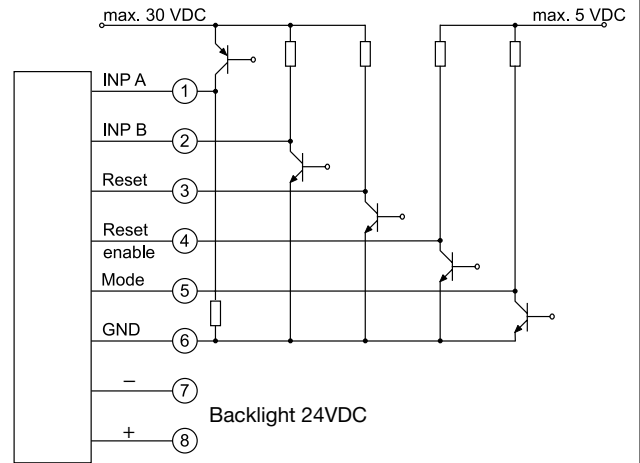 max. 30 VDC
max. 5 VDC
INP A
1
INP B
2
Reset
3
Reset
enable
4
Mode
5
GND
6
–
7
Backlight 24VDC
+
8